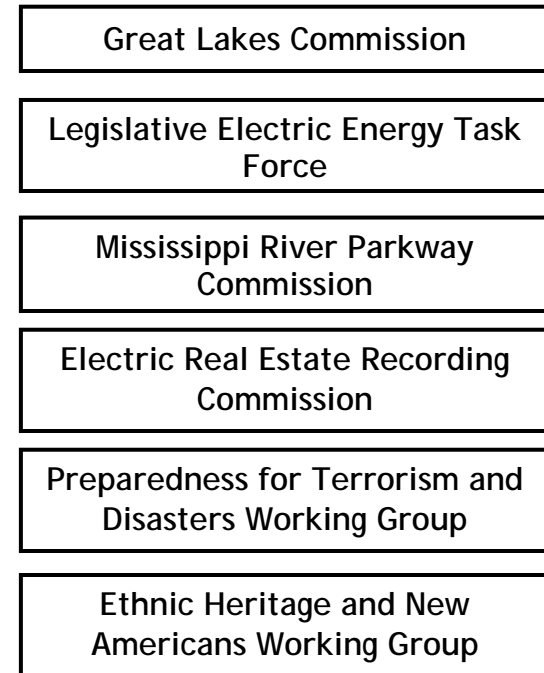 Great Lakes Commission
Legislative Electric Energy Task
Force
Mississippi River Parkway
Commission
Electric Real Estate Recording
Commission
Preparedness for Terrorism and
Disasters Working Group
Ethnic Heritage and New
Americans Working Group